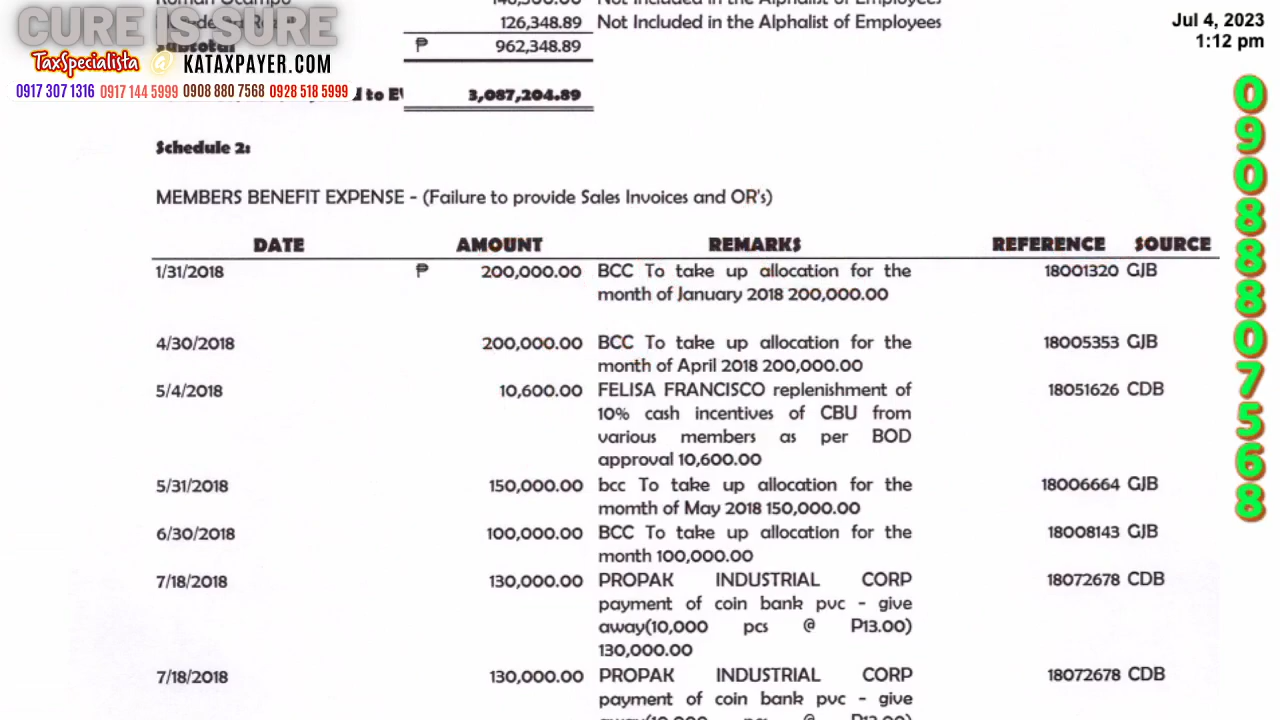 CURE IS SURE
TaxSpecialista @ KATAXPAYER.COM
0917 307 1316 0917 144 5999 0908 880 7568 0928 518 5999
Jul 4, 2023
1:12 pm
09088807568
Not Included in the Alphalist of Employees
126,348.89 Not Included in the Alphalist of Employees
Subtotal ₱ 962,348.89
3,087,204.89
Schedule 2:
MEMBERS BENEFIT EXPENSE - (Failure to provide Sales Invoices and OR's)
DATE AMOUNT REMARKS REFERENCE SOURCE
1/31/2018 ₱ 200,000.00 BCC To take up allocation for the 18001320 GJB
month of January 2018 200,000.00
4/30/2018 200,000.00 BCC To take up allocation for the 18005353 GJB
month of April 2018 200,000.00
5/4/2018 10,600.00 FELISA FRANCISCO replenishment of 18051626 CDB
10% cash incentives of CBU from
various members as per BOD
approval 10,600.00
5/31/2018 150,000.00 bcc To take up allocation for the 18006664 GJB
momth of May 2018 150,000.00
6/30/2018 100,000.00 BCC To take up allocation for the 18008143 GJB
month 100,000.00
7/18/2018 130,000.00 PROPAK INDUSTRIAL CORP 18072678 CDB
payment of coin bank pvc - give
away(10,000 pcs @ P13.00)
130,000.00
7/18/2018 130,000.00 PROPAK INDUSTRIAL CORP 18072678 CDB
payment of coin bank pvc - give